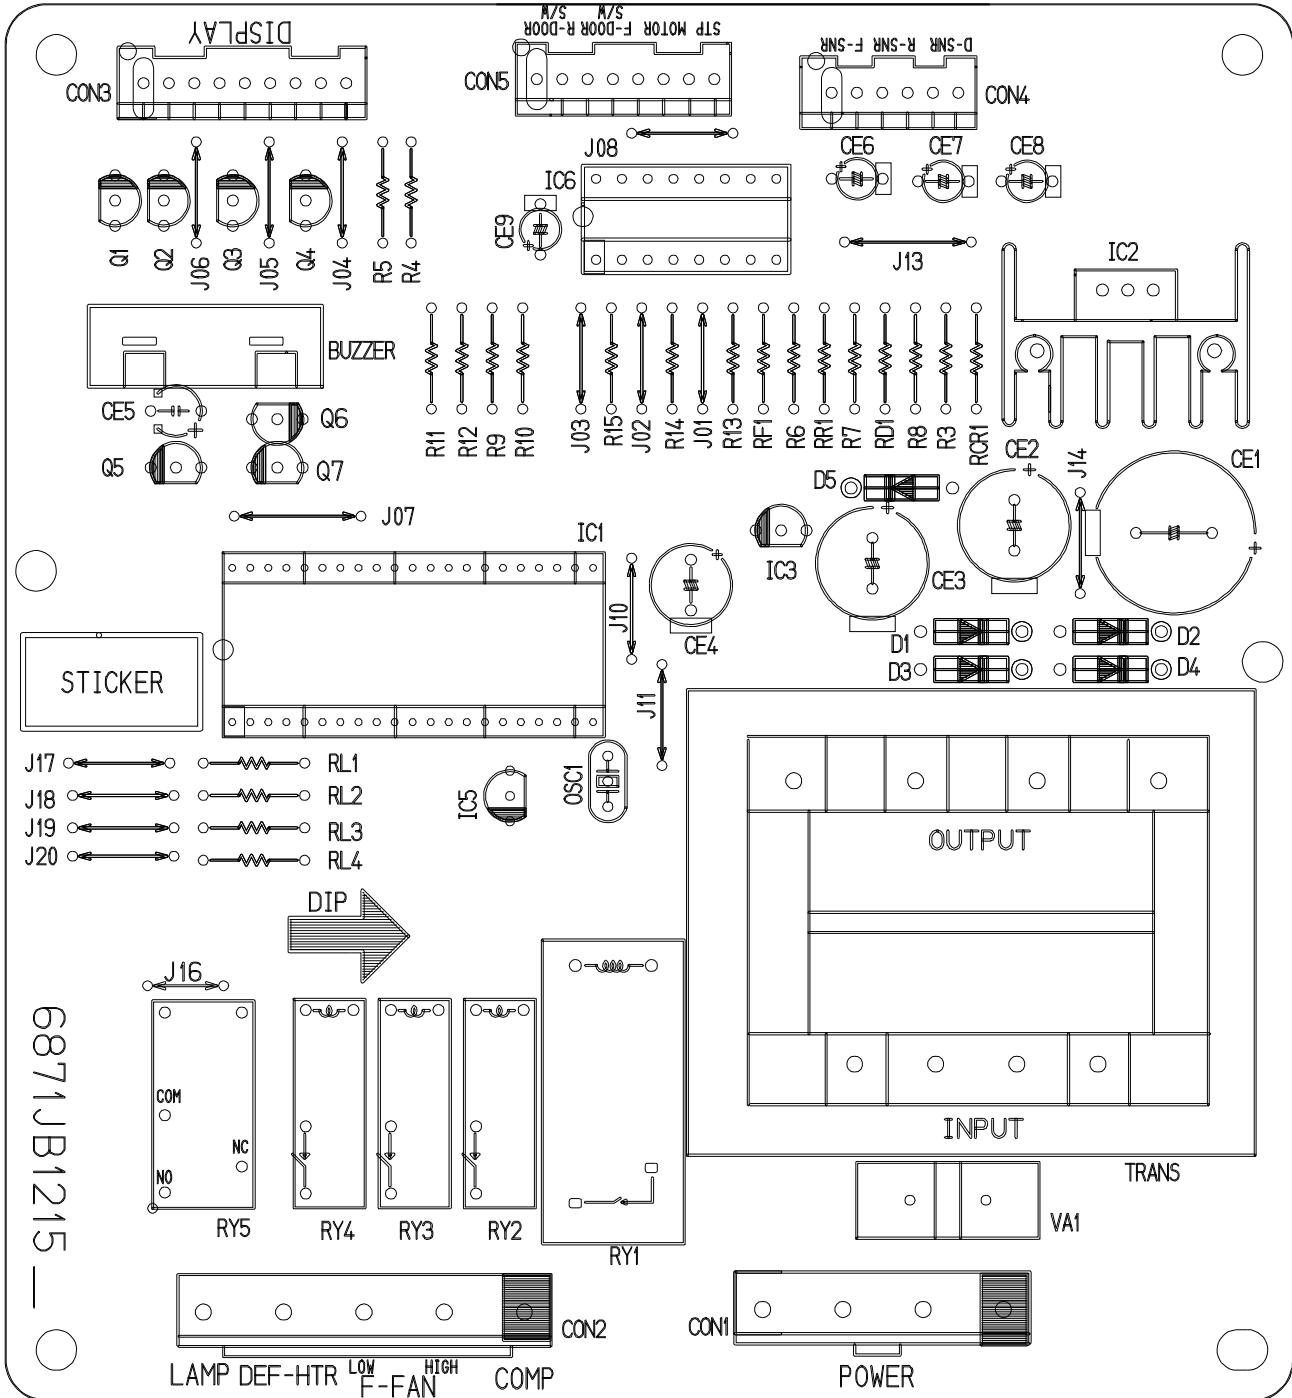 DISPLAY
S/W S/W
R-DOOR F-DOOR STP MOTOR
F-SNR R-SNR D-SNR
CON3
CON5
CON4
J08
CE6 CE7 CE8
IC6
CE9
Q1 Q2 J06 Q3 J05 Q4 J04 R5 R4
J13
IC2
BUZZER
CE5
Q6
Q5
Q7
R11 R12 R9 R10 J03 R15 J02 R14 J01 R13 RF1 R6 RR1 R7 RD1 R8 R3 RCR1
CE2
J14
CE1
D5
J07
IC1
IC3
CE3
J10
CE4
D1 D2
D3 D4
STICKER
J11
J17 RL1
J18 RL2
J19 RL3
J20 RL4
IC5
OSC1
OUTPUT
DIP
J16
6871JB1215
COM
NC
NO
INPUT
TRANS
RY5 RY4 RY3 RY2
RY1
VA1
CON2
CON1
LAMP DEF-HTR LOW HIGH
F-FAN
COMP
POWER